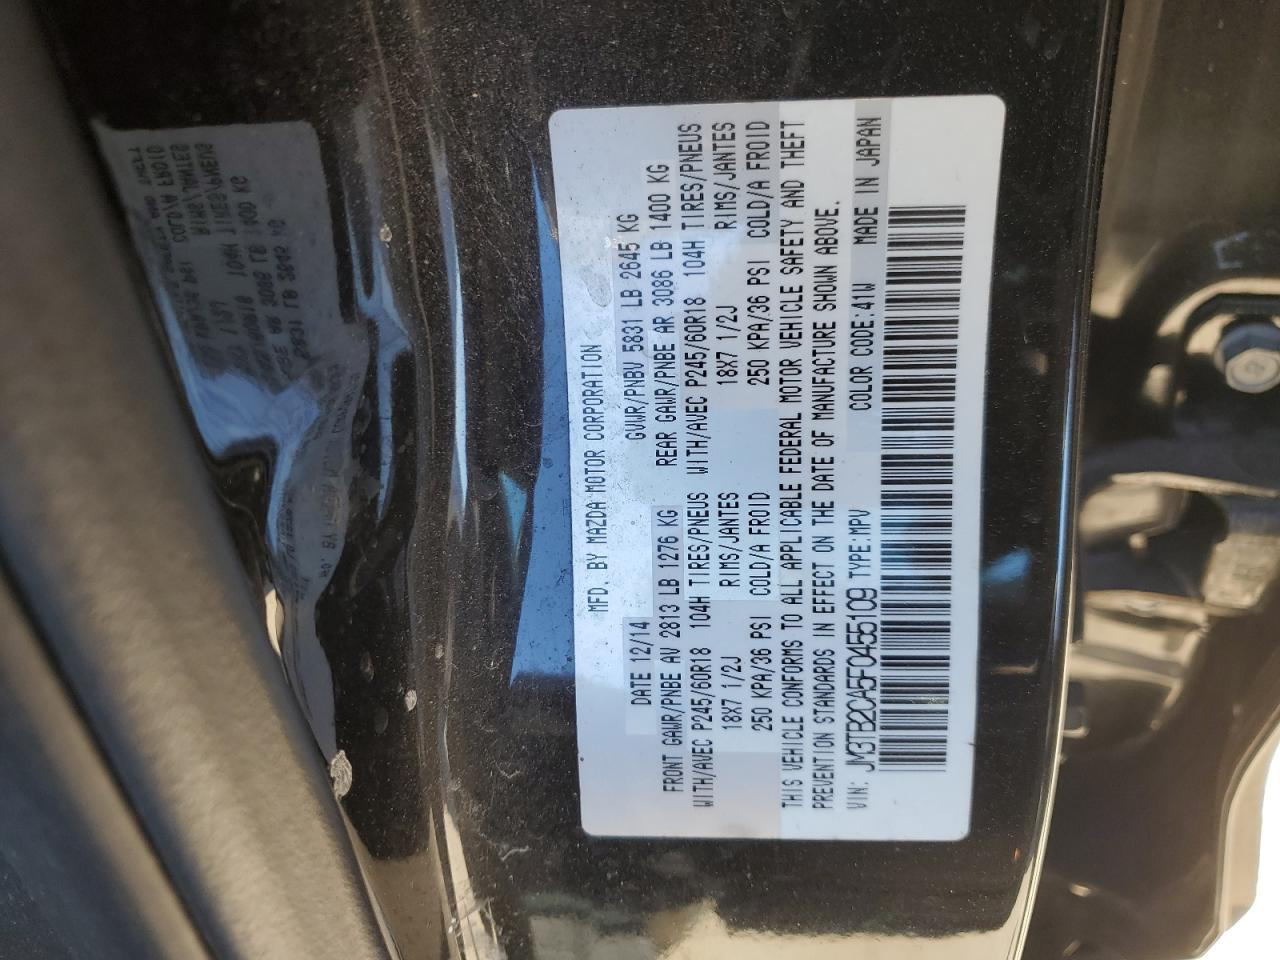 MFD. BY MAZDA MOTOR CORPORATION
DATE 12/14 GVWR/PNBV 5831 LB 2645 KG
FRONT GAWR/PNBE AV 2813 LB 1276 KG REAR GAWR/PNBE AR 3086 LB 1400 KG
WITH/AVEC P245/60R18 104H TIRES/PNEUS WITH/AVEC P245/60R18 104H TIRES/PNEUS
18X7 1/2J RIMS/JANTES 18X7 1/2J RIMS/JANTES
250 KPA/36 PSI COLD/A FROID 250 KPA/36 PSI COLD/A FROID
THIS VEHICLE CONFORMS TO ALL APPLICABLE FEDERAL MOTOR VEHICLE SAFETY AND THEFT
PREVENTION STANDARDS IN EFFECT ON THE DATE OF MANUFACTURE SHOWN ABOVE.
VIN: JM3TB2CA5F0455109 TYPE:MPV COLOR CODE:41W MADE IN JAPAN